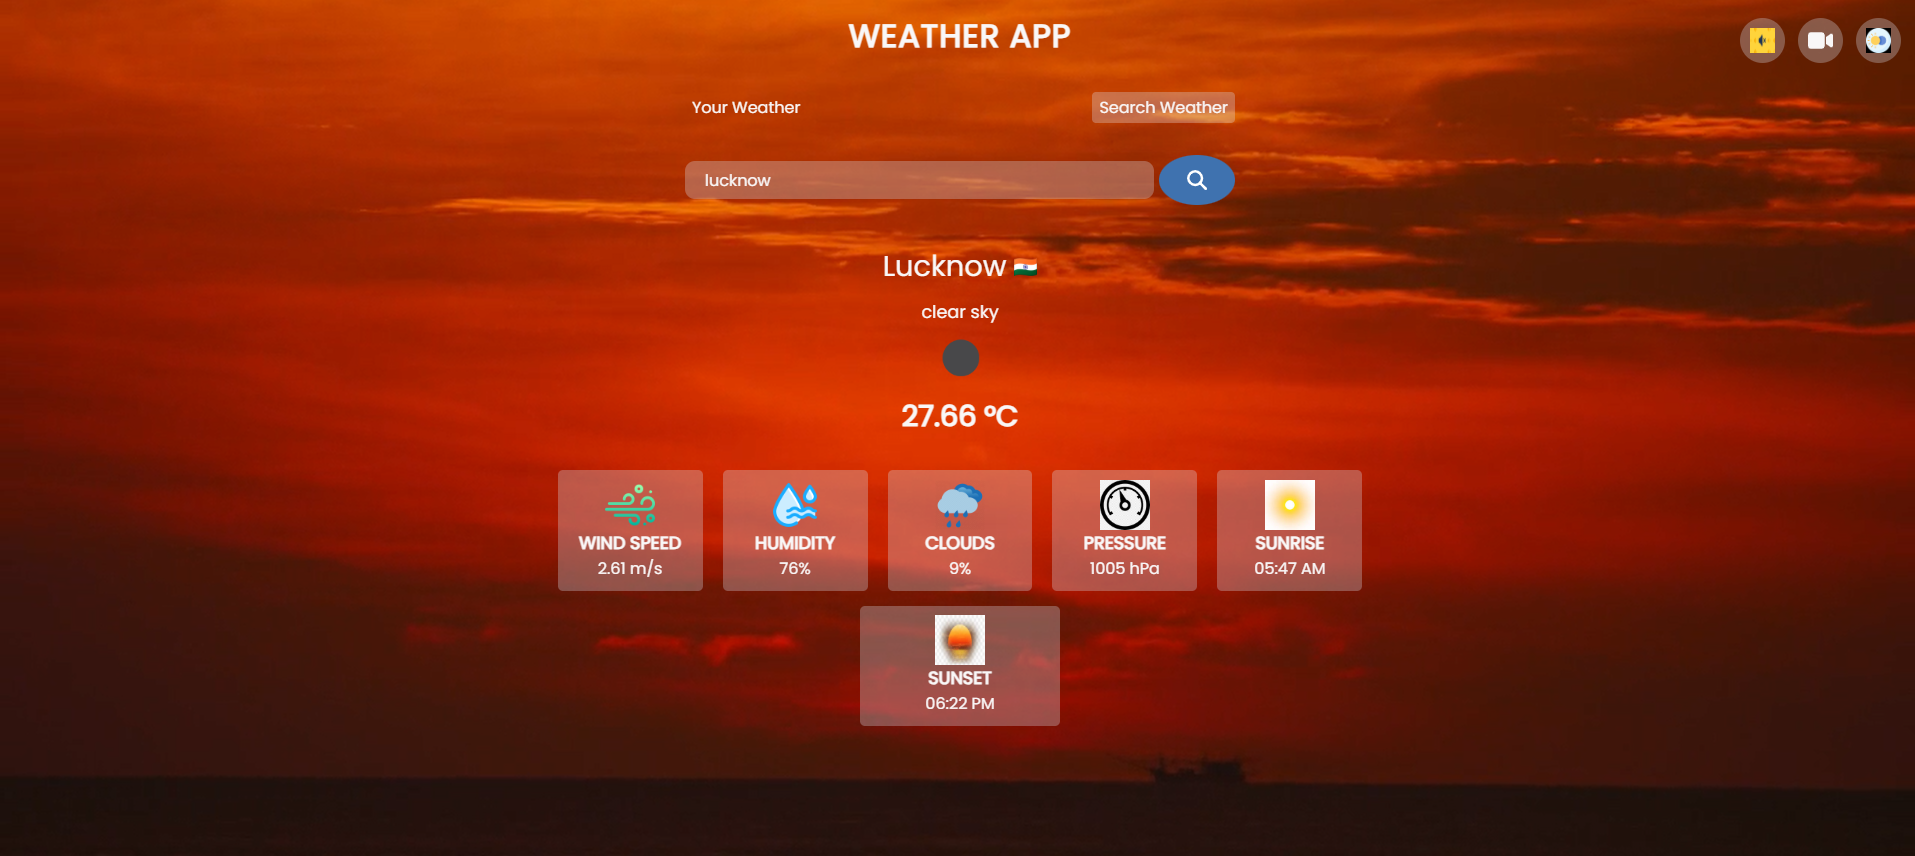 WEATHER APP
Your Weather
Search Weather
lucknow
Lucknow
clear sky
27.66 °C
WIND SPEED
2.61 m/s
HUMIDITY
76%
CLOUDS
9%
PRESSURE
1005 hPa
SUNRISE
05:47 AM
SUNSET
06:22 PM